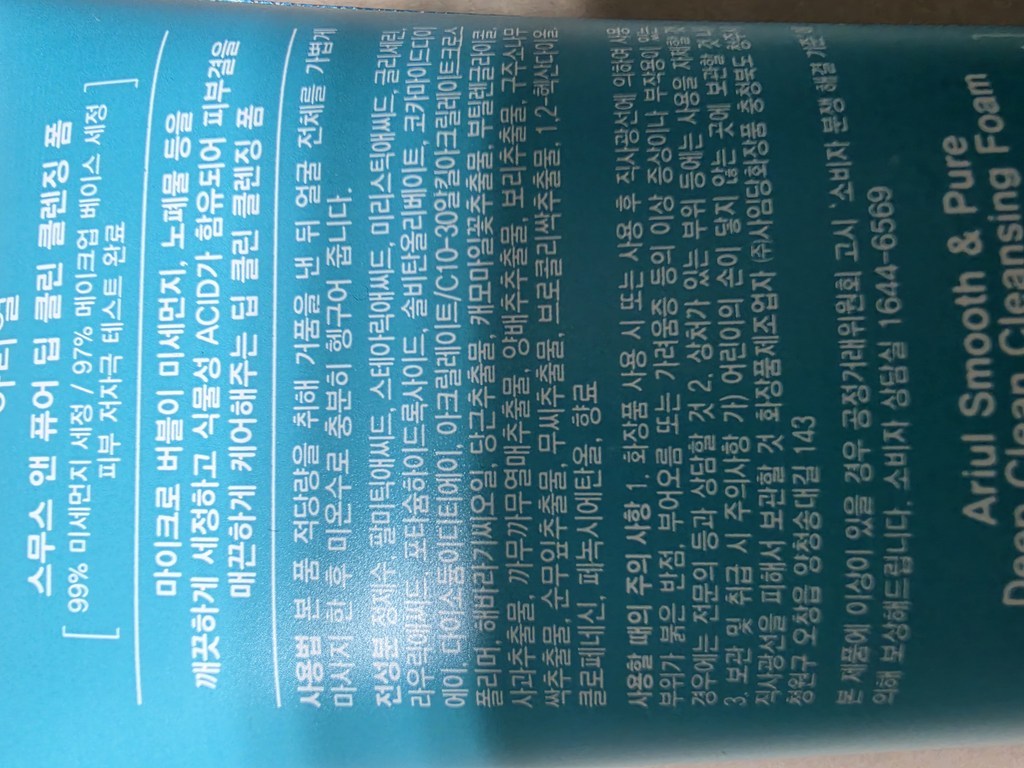 아리얼
스무스 앤 퓨어 딥 클린 클렌징 폼
[ 99% 미세먼지 세정 / 97% 메이크업 베이스 세정 ]
피부 저자극 테스트 완료
마이크로 버블이 미세먼지, 노폐물 등을
깨끗하게 세정하고 식물성 ACID가 함유되어 피부결을
매끈하게 케어해주는 딥 클린 클렌징 폼
사용법 본 품 적당량을 취해 거품을 낸 뒤 얼굴 전체를 가볍게
마사지 한 후 미온수로 충분히 헹구어 줍니다.
전성분 정제수, 팔미틱애씨드, 스테아릭애씨드, 미리스틱애씨드, 글리세린,
라우릭애씨드, 포타슘하이드록사이드, 솔비탄올리베이트, 코카마이드디이
에이, 다이소듐이디티에이, 아크릴레이트/C10-30알킬아크릴레이트크로스
폴리머, 해바라기씨오일, 당근추출물, 캐모마일꽃추출물, 부틸렌글라이콜,
사과추출물, 까무까무열매추출물, 양배추추출물, 보리추출물, 구주소나무
싹추출물, 순무잎추출물, 무씨추출물, 브로콜리싹추출물, 1,2-헥산다이올,
클로페네신, 페녹시에탄올, 향료
사용할 때의 주의 사항 1. 화장품 사용 시 또는 사용 후 직사광선에 의하여 사용
부위가 붉은 반점, 부어오름 또는 가려움증 등의 이상 증상이나 부작용이 있는
경우에는 전문의 등과 상담할 것 2. 상처가 있는 부위 등에는 사용을 자제할 것
3. 보관 및 취급 시 주의사항 가) 어린이의 손이 닿지 않는 곳에 보관할 것 나)
직사광선을 피해서 보관할 것 화장품제조업자 (주)시임당화장품 충청북도 청주시
청원구 오창읍 양청송대길 143
본 제품에 이상이 있을 경우 공정거래위원회 고시 '소비자 분쟁 해결 기준'에
의해 보상해드립니다. 소비자 상담실 1644-6569
Ariul Smooth & Pure
Deep Clean Cleansing Foam